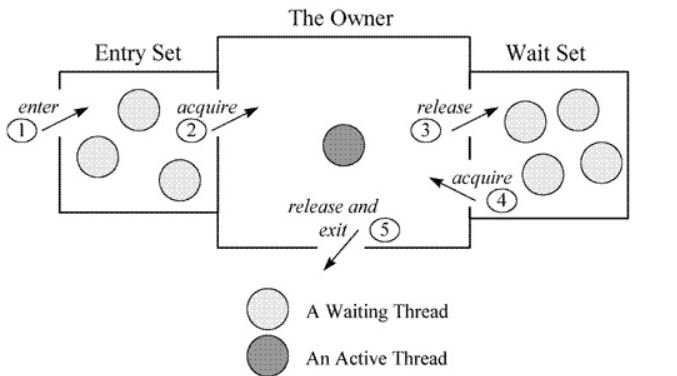 The Owner
Entry Set
Wait Set
enter
1
acquire
2
release
3
acquire
4
release and
exit
5
A Waiting Thread
An Active Thread